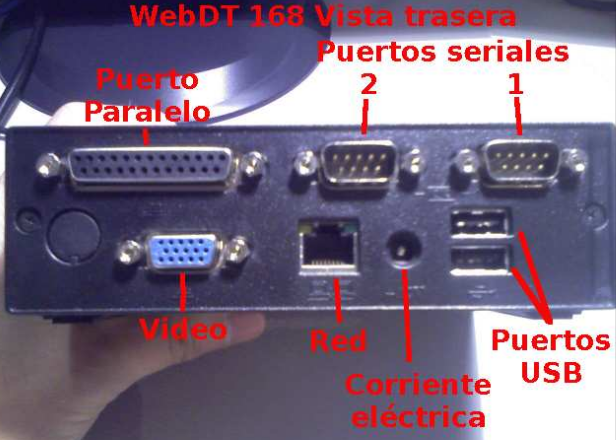 WebDT 168 Vista trasera
Puertos seriales
2
1
Puerto
Paralelo
Video
Red
Corriente
eléctrica
Puertos
USB